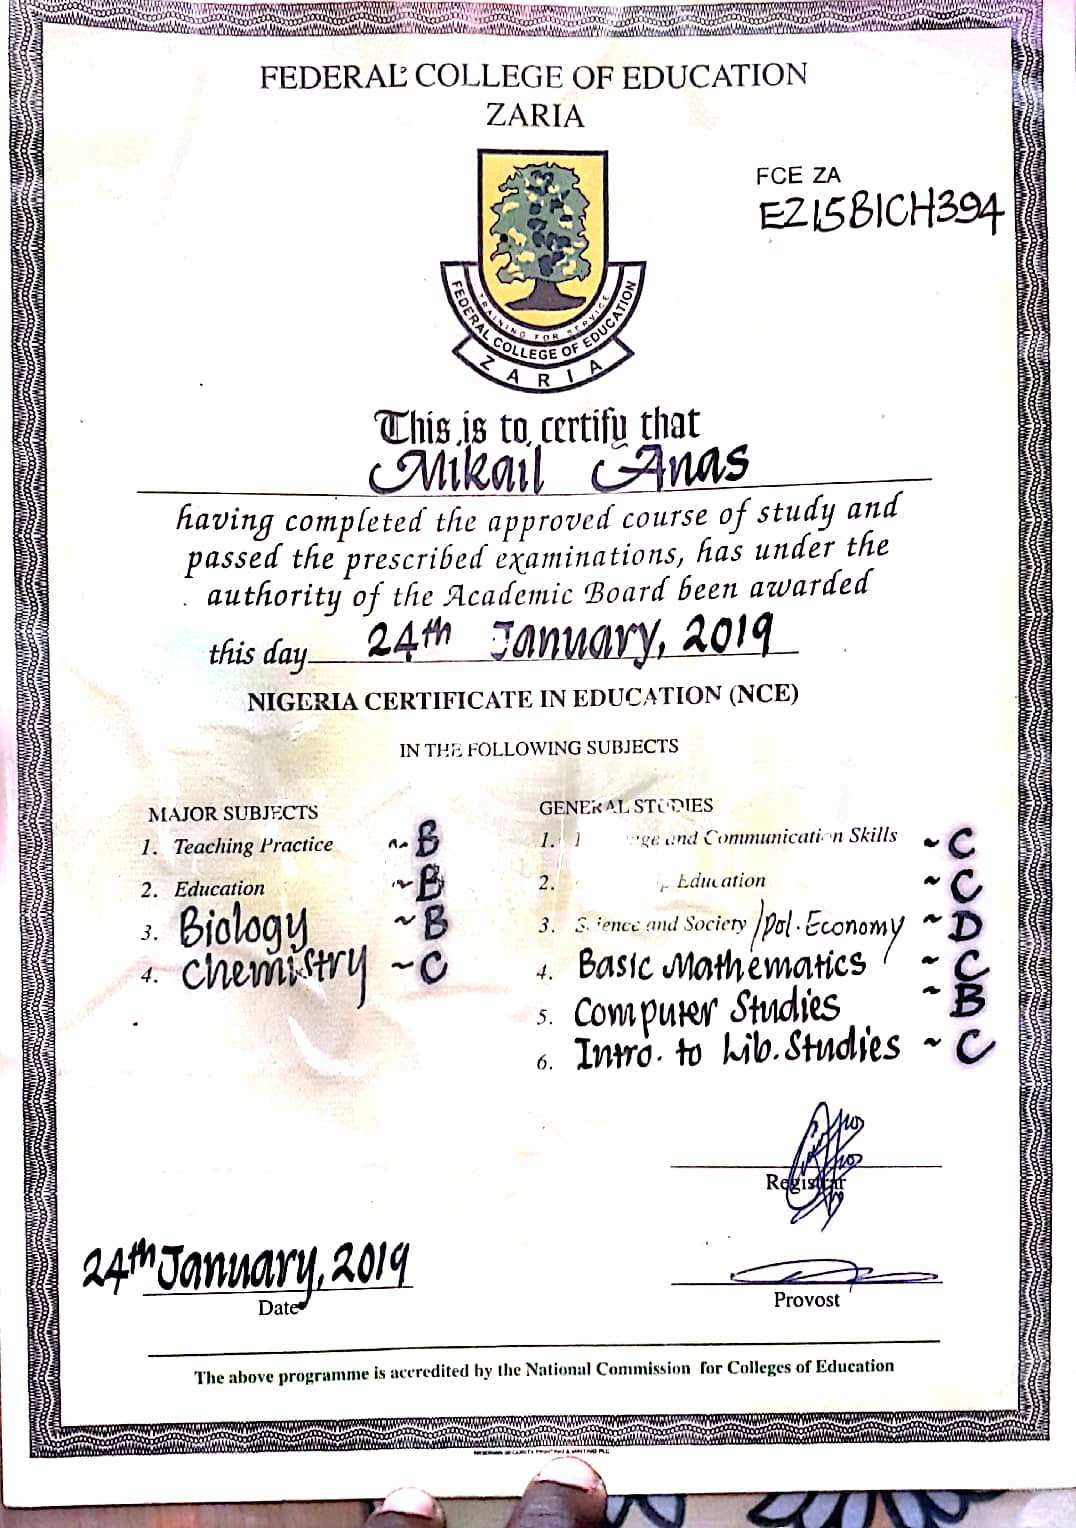 FEDERAL COLLEGE OF EDUCATION
ZARIA
FCE ZA
EZ15BICH394
TRAINING FOR SERVICE
FEDERAL COLLEGE OF EDUCATION
ZARIA
This is to certify that
Mikail Anas
having completed the approved course of study and
passed the prescribed examinations, has under the
authority of the Academic Board been awarded
this day 24th January, 2019
NIGERIA CERTIFICATE IN EDUCATION (NCE)
IN THE FOLLOWING SUBJECTS
MAJOR SUBJECTS
1. Teaching Practice ~ B
2. Education ~ B
3. Biology ~ B
4. Chemistry ~ C
GENERAL STUDIES
1. and Communication Skills ~ C
2. Education ~ C
3. Science and Society /Pol. Economy ~ D
4. Basic Mathematics ~ C
5. Computer Studies ~ B
6. Intro. to Lib. Studies ~ C
Registrar
24th January, 2019
Date
Provost
The above programme is accredited by the National Commission for Colleges of Education